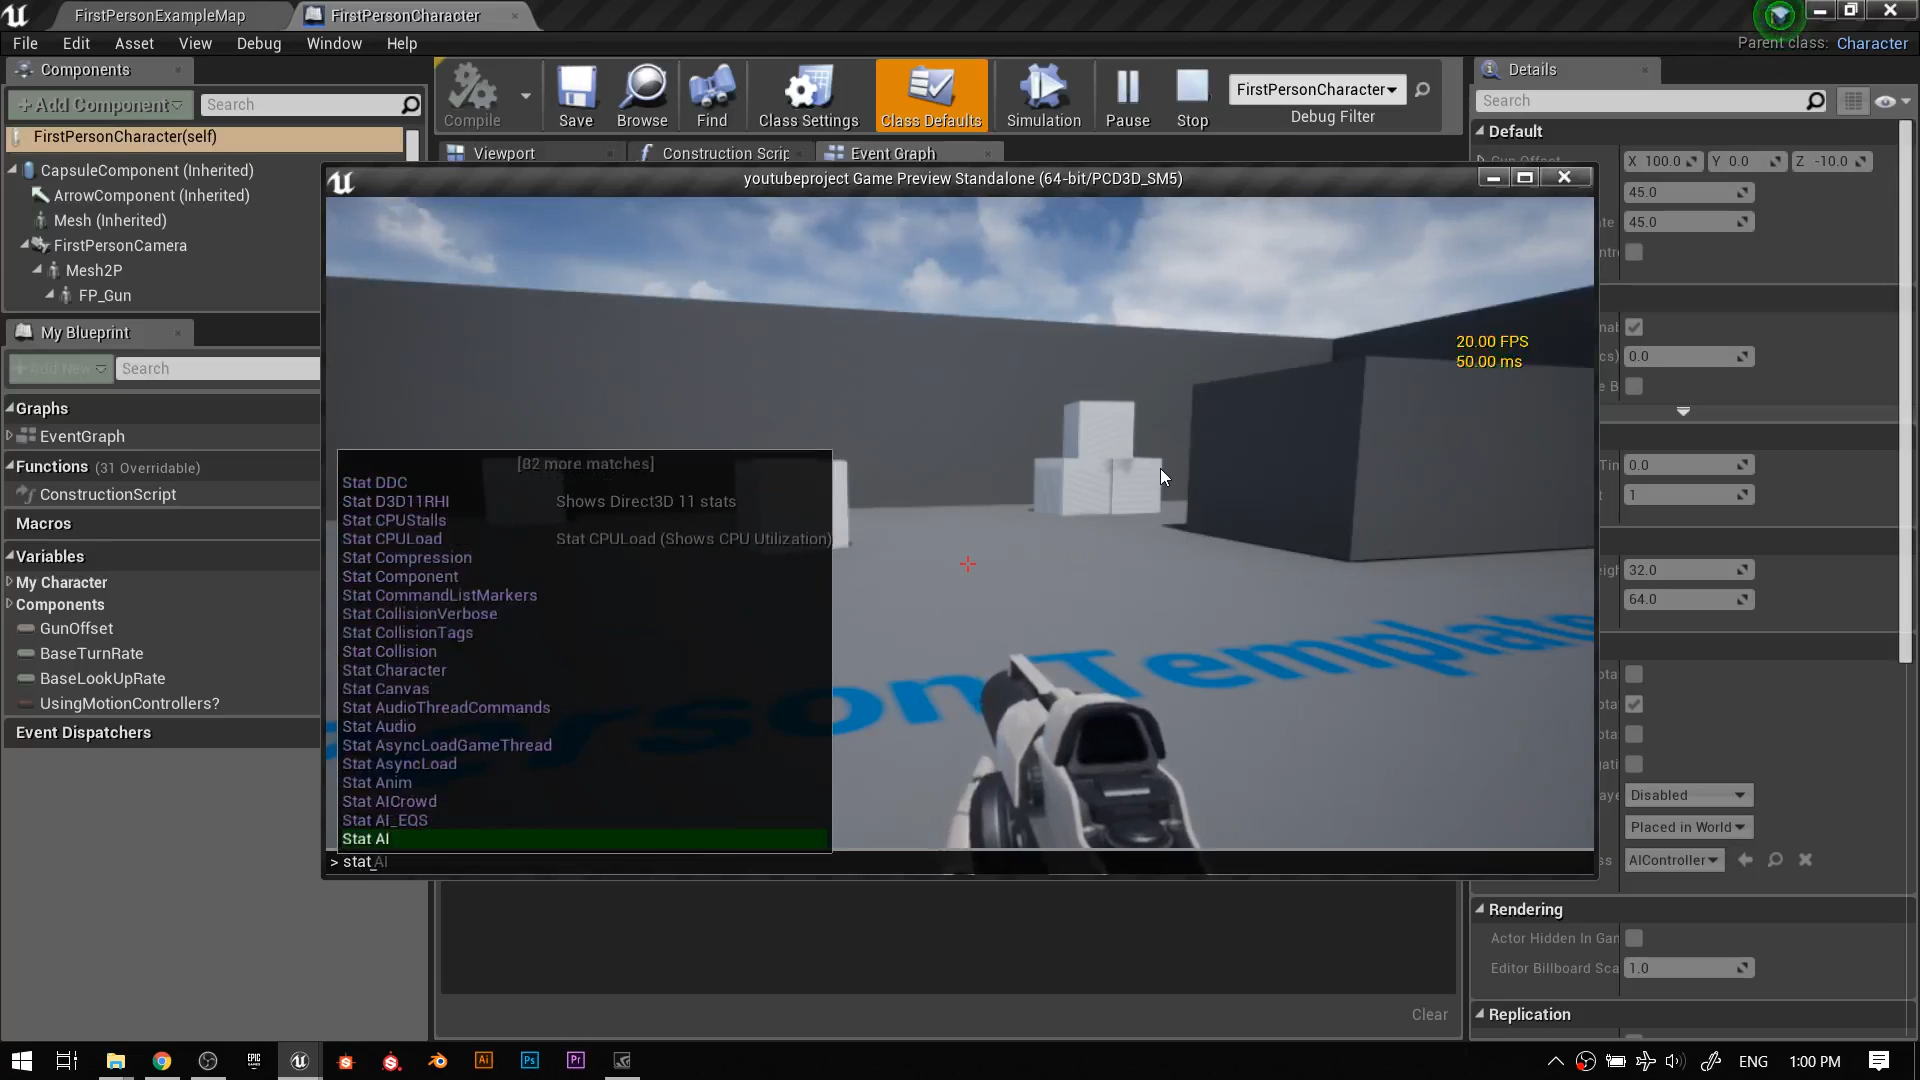 FirstPersonExampleMap
FirstPersonCharacter
File Edit Asset View Debug Window Help
Parent class: Character
Components
+Add Component
Search
FirstPersonCharacter(self)
CapsuleComponent (Inherited)
ArrowComponent (Inherited)
Mesh (Inherited)
FirstPersonCamera
Mesh2P
FP_Gun
My Blueprint
+Add New
Search
Graphs
EventGraph
Functions (31 Overridable)
ConstructionScript
Macros
Variables
My Character
Components
GunOffset
BaseTurnRate
BaseLookUpRate
UsingMotionControllers?
Event Dispatchers
Compile
Save
Browse
Find
Class Settings
Class Defaults
Simulation
Pause
Stop
FirstPersonCharacter
Debug Filter
Viewport
Construction Scrip
Event Graph
youtubeproject Game Preview Standalone (64-bit/PCD3D_SM5)
20.00 FPS
50.00 ms
[82 more matches]
Stat DDC
Stat D3D11RHI Shows Direct3D 11 stats
Stat CPUStalls
Stat CPULoad Stat CPULoad (Shows CPU Utilization)
Stat Compression
Stat Component
Stat CommandListMarkers
Stat CollisionVerbose
Stat CollisionTags
Stat Collision
Stat Character
Stat Canvas
Stat AudioThreadCommands
Stat Audio
Stat AsyncLoadGameThread
Stat AsyncLoad
Stat Anim
Stat AICrowd
Stat AI_EQS
Stat AI
> stat_AI
erson Template
Clear
Details
Search
Default
X 100.0 Y 0.0 Z -10.0
45.0
45.0
0.0
0.0
1
32.0
64.0
Disabled
Placed in World
AIController
Rendering
Actor Hidden In Gan
Editor Billboard Sca 1.0
Replication
Ai
Ps
Pr
ENG
1:00 PM